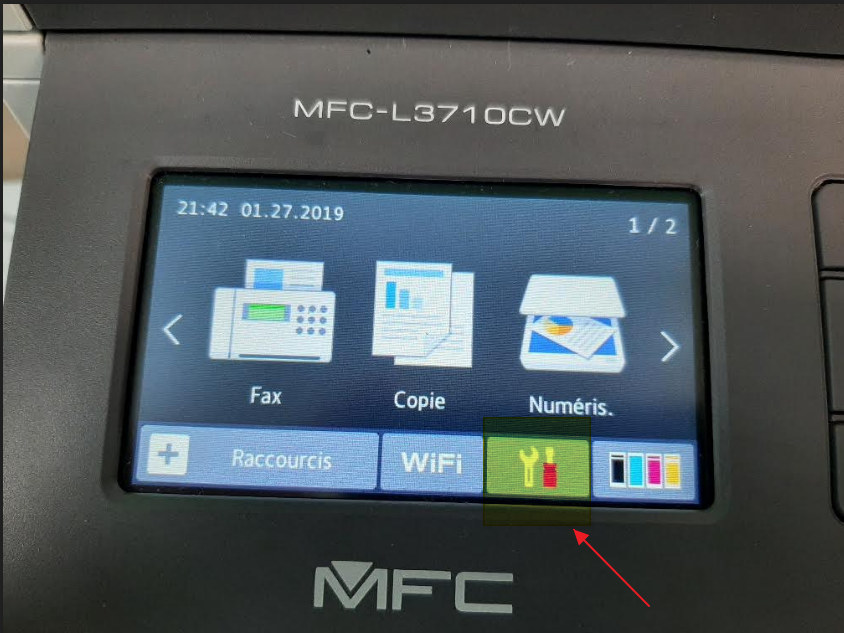 MFC-L3710CW
21:42 01.27.2019
1 / 2
Fax
Copie
Numéris.
Raccourcis
WiFi
MFC